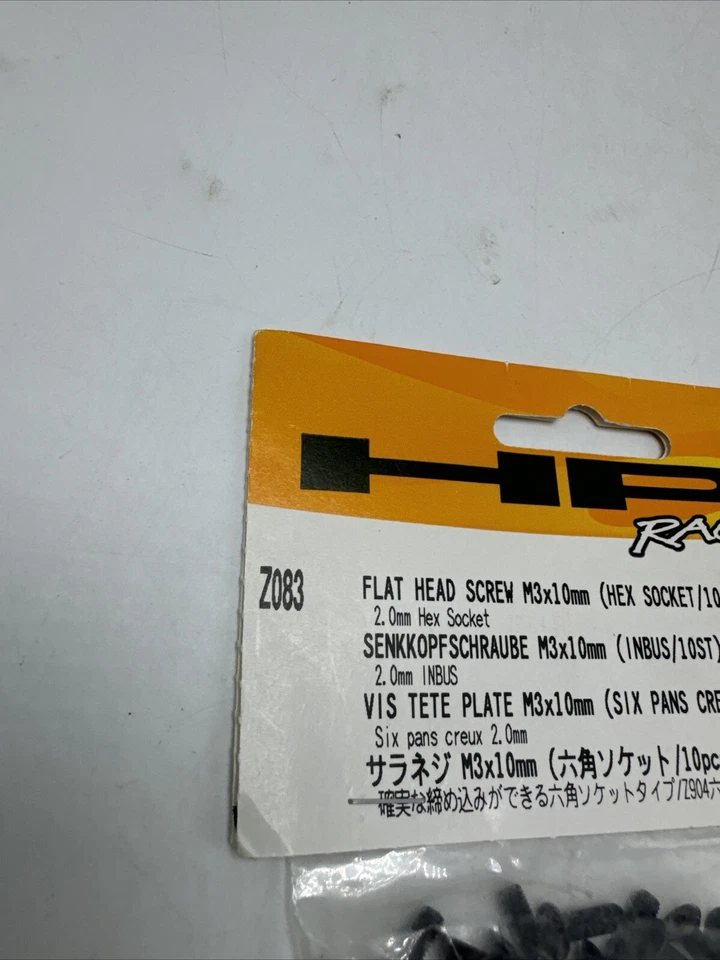 HP
RAC
Z083
FLAT HEAD SCREW M3x10mm (HEX SOCKET/10
2.0mm Hex Socket
SENKKOPFSCHRAUBE M3x10mm (INBUS/10ST)
2.0mm INBUS
VIS TETE PLATE M3x10mm (SIX PANS CRE
Six pans creux 2.0mm
サラネジ M3x10mm (六角ソケット/10pc
確実な締め込みができる六角ソケットタイプ/Z904六